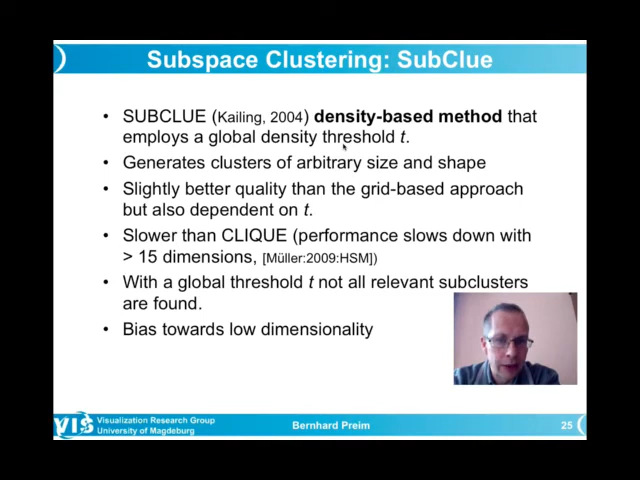 Subspace Clustering: SubClue
• SUBCLUE (Kailing, 2004) density-based method that
employs a global density threshold t.
• Generates clusters of arbitrary size and shape
• Slightly better quality than the grid-based approach
but also dependent on t.
• Slower than CLIQUE (performance slows down with
> 15 dimensions, [Müller:2009:HSM])
• With a global threshold t not all relevant subclusters
are found.
• Bias towards low dimensionality
VIS
Visualization Research Group
University of Magdeburg
Bernhard Preim
25